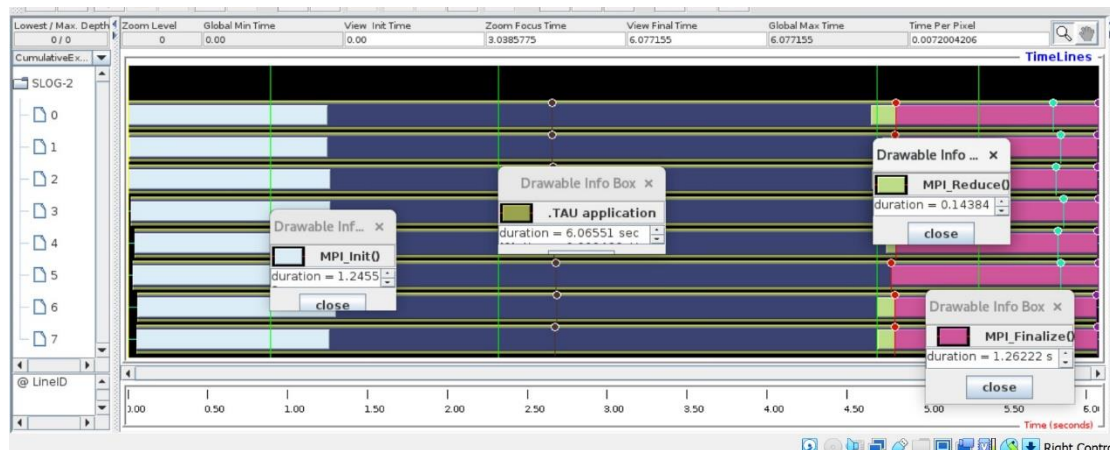 Lowest / Max. Depth Zoom Level Global Min Time View Init Time Zoom Focus Time View Final Time Global Max Time Time Per Pixel
0 / 0 0 0.00 0.00 3.0385775 6.077155 6.077155 0.0072004206
CumulativeEx... TimeLines
SLOG-2
0
1
Drawable Info ... ×
2 Drawable Info Box × MPI_Reduce()
3 .TAU application duration = 0.14384
Drawable Inf... × duration = 6.06551 sec close
4 MPI_Init()
5 duration = 1.2455
6 close Drawable Info Box ×
7 MPI_Finalize()
duration = 1.26222 s
@ LineID close
0.50 1.00 1.50 2.00 2.50 3.00 3.50 4.00 4.50 5.00 5.50
Time (seconds)
Right Contr